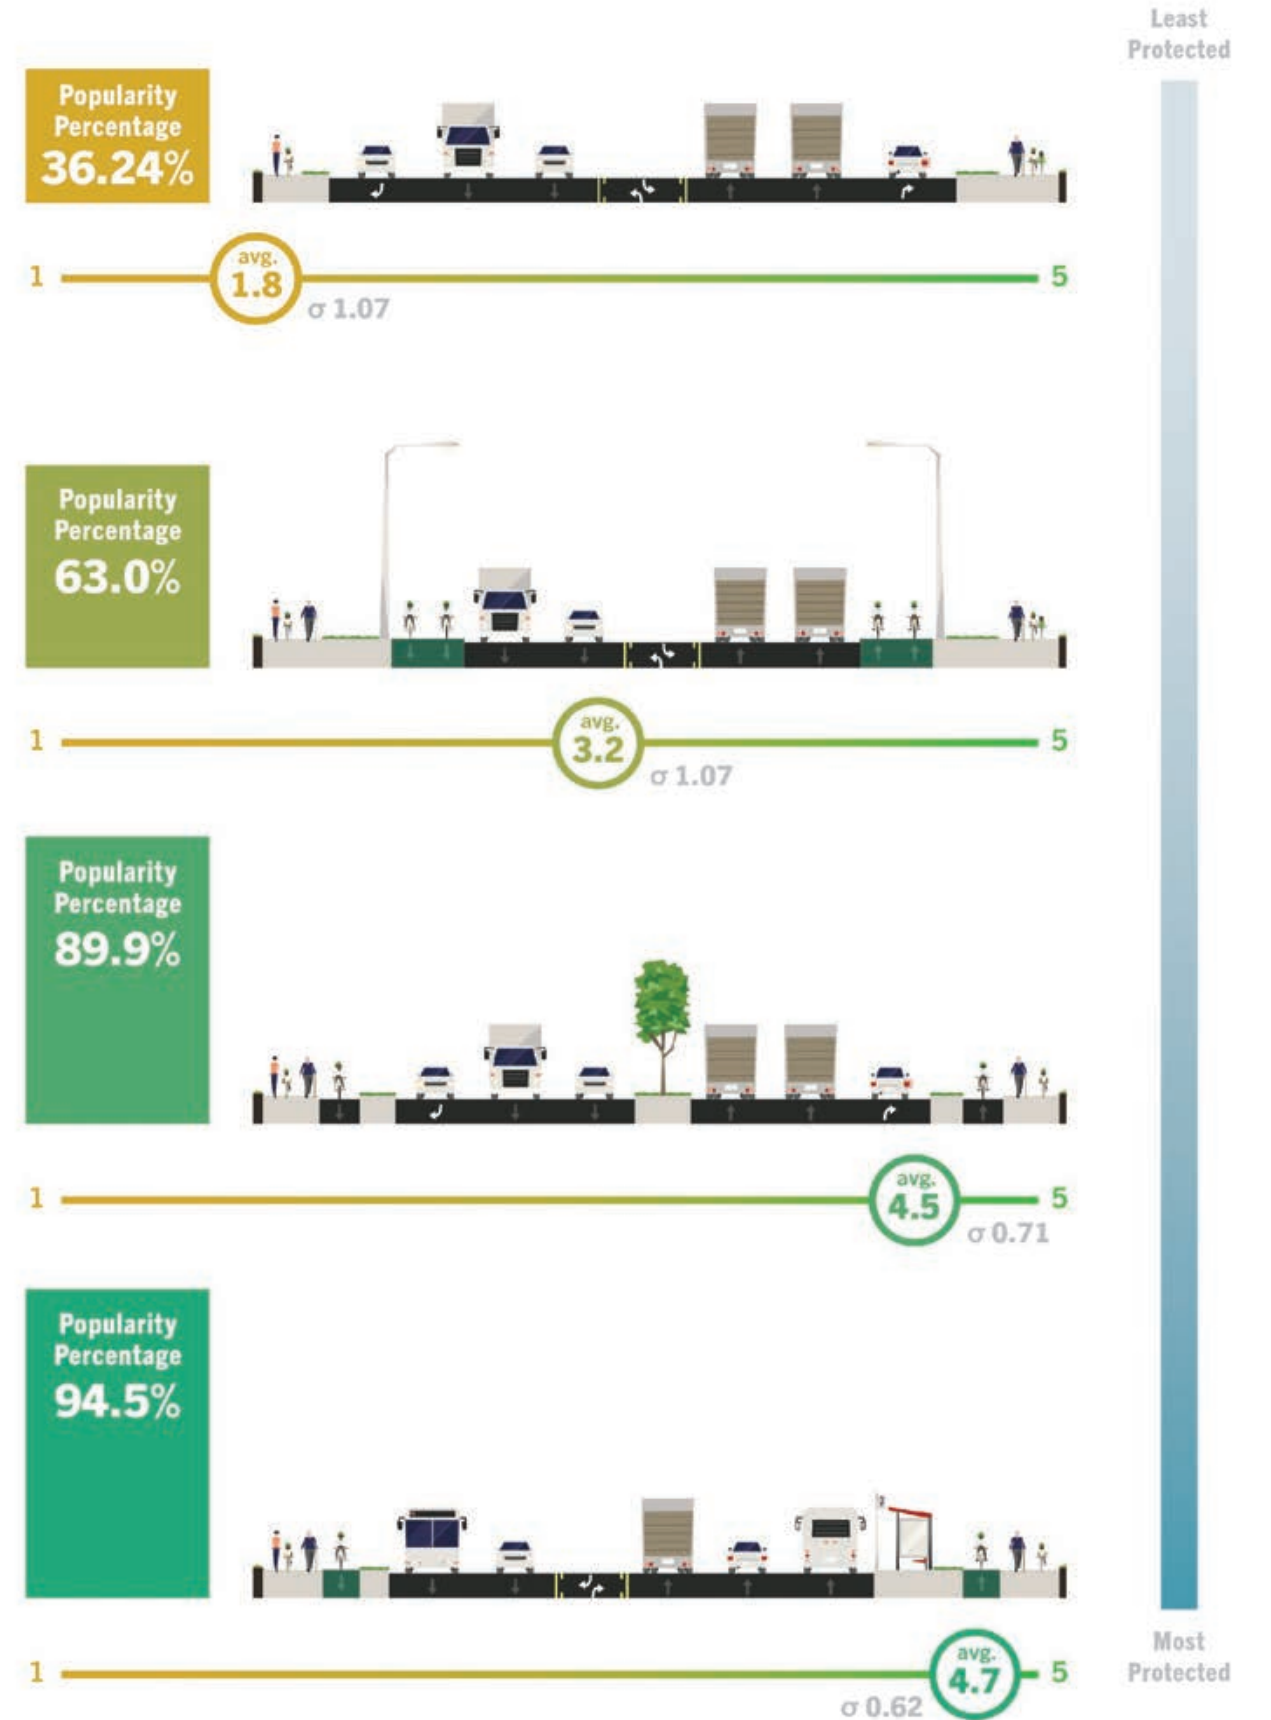 Least
Protected
Popularity
Percentage
36.24%
1
avg.
1.8
σ 1.07
5
Popularity
Percentage
63.0%
1
avg.
3.2
σ 1.07
5
Popularity
Percentage
89.9%
1
avg.
4.5
σ 0.71
5
Popularity
Percentage
94.5%
1
avg.
4.7
σ 0.62
5
Most
Protected